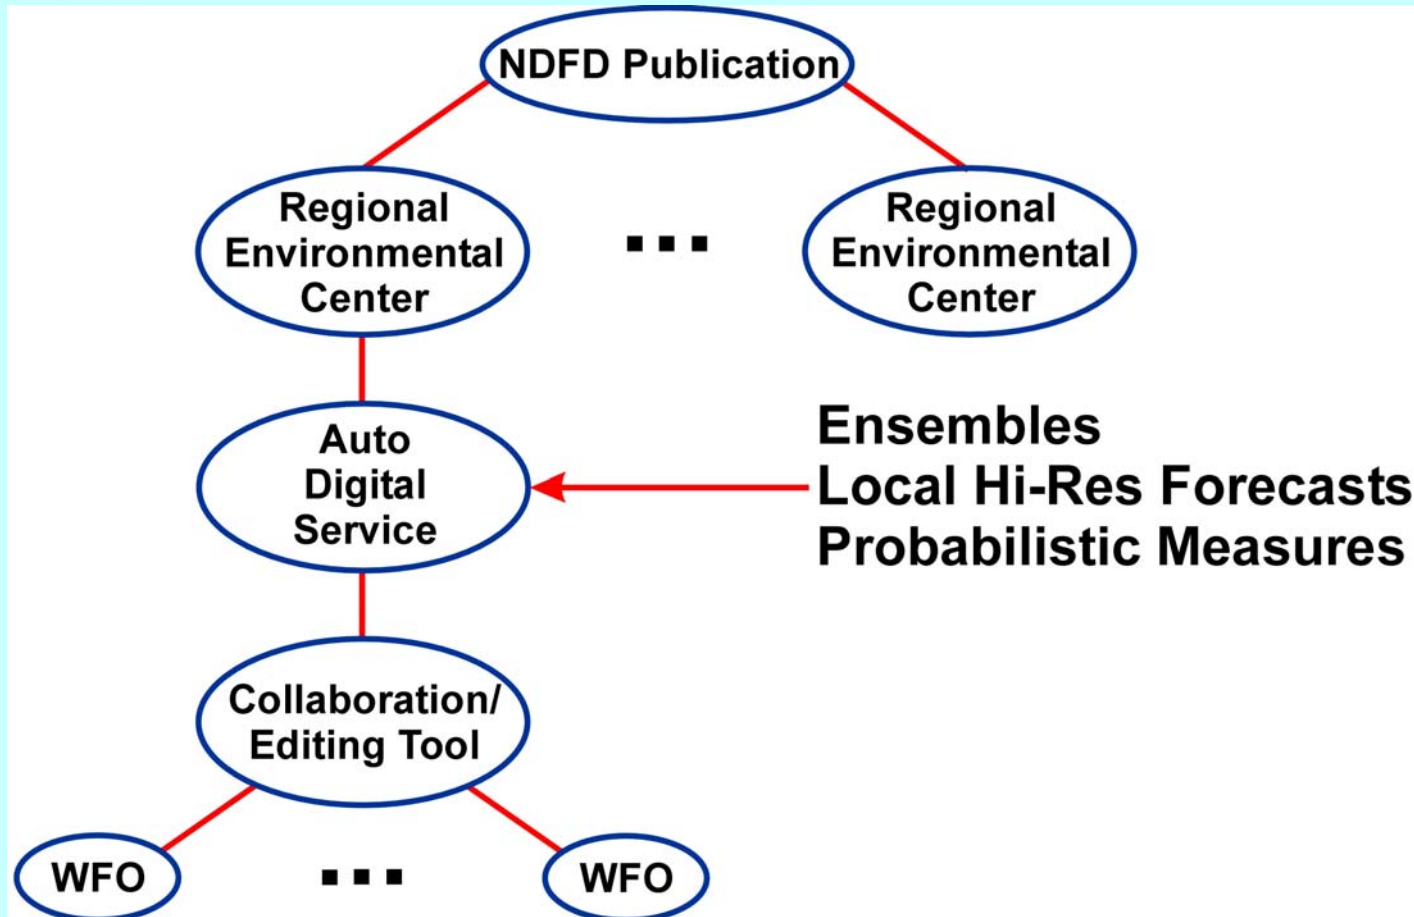 NDFD Publication
Regional
Environmental
Center
Regional
Environmental
Center
Auto
Digital
Service
Ensembles
Local Hi-Res Forecasts
Probabilistic Measures
Collaboration/
Editing Tool
WFO
WFO